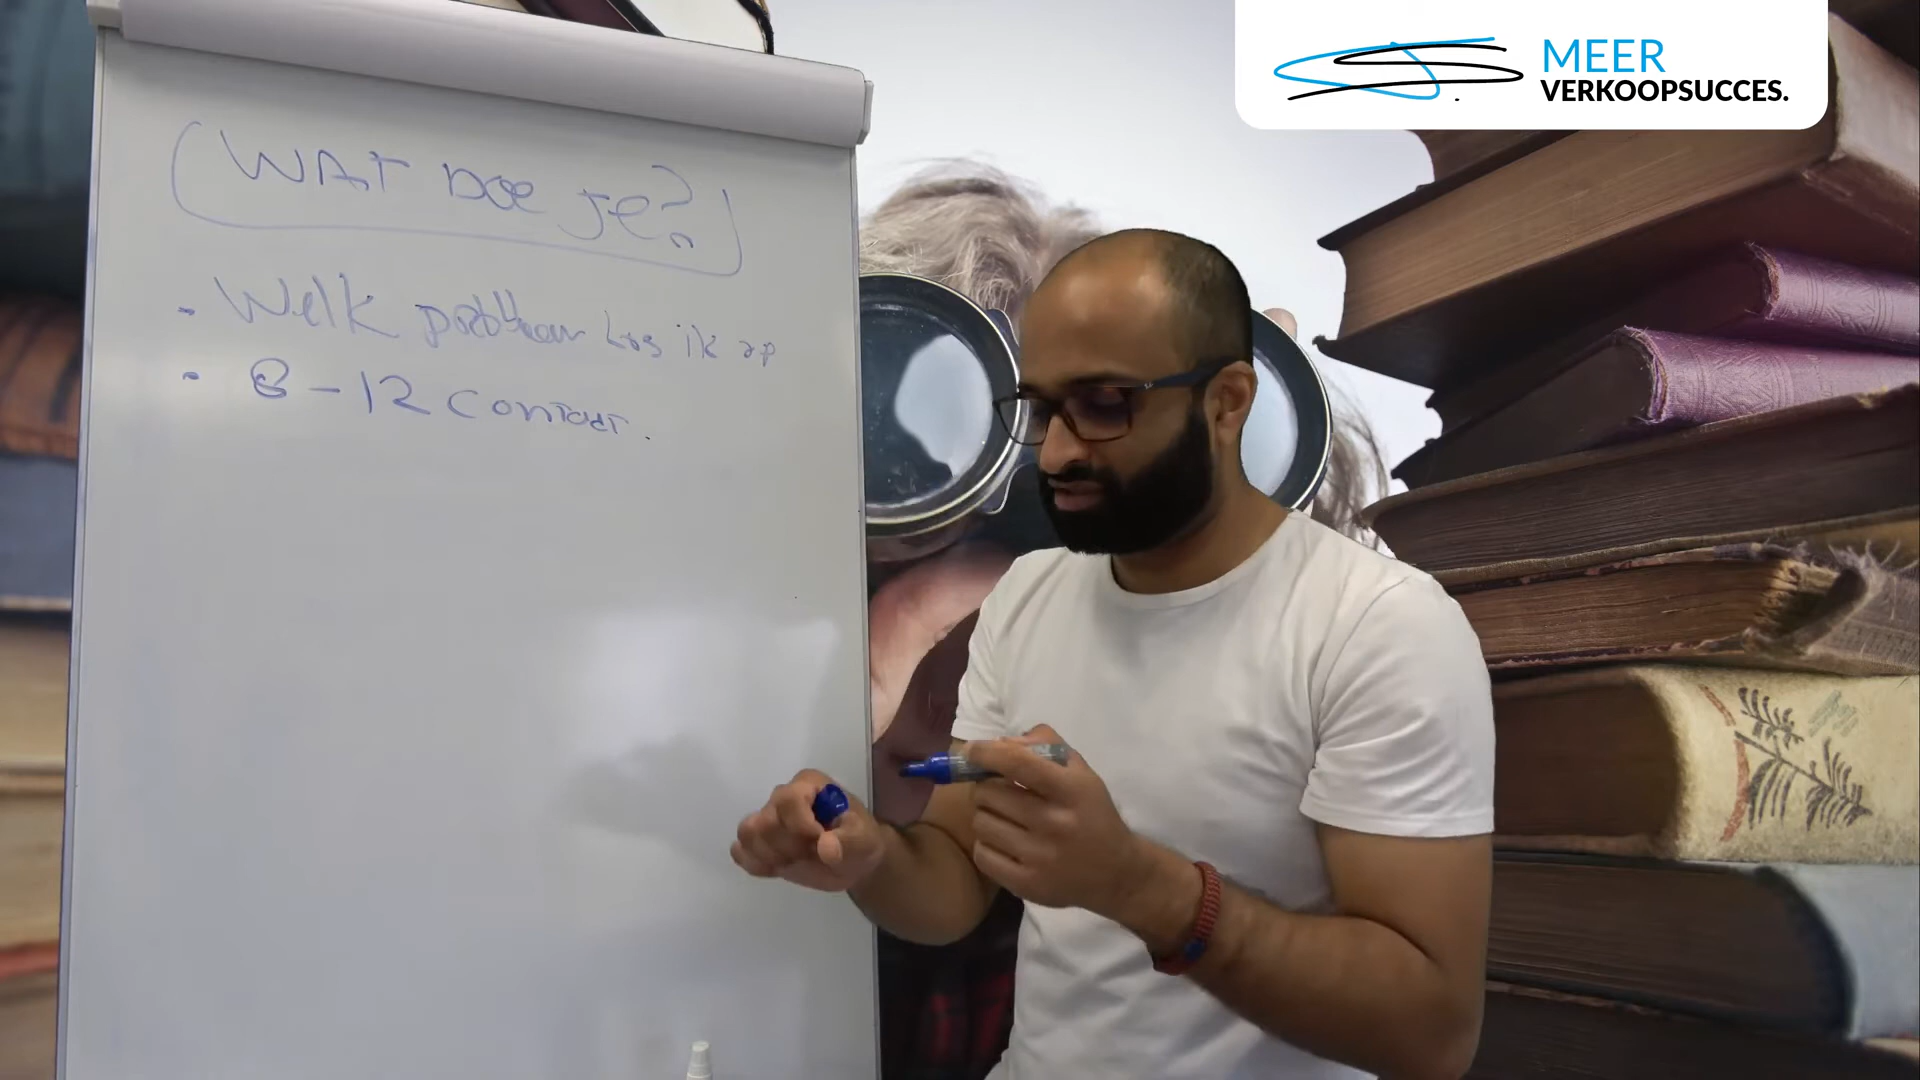 WAT DOE Je?
- Welk probleem los ik op
- 8-12 contact.
MEER
VERKOOPSUCCES.